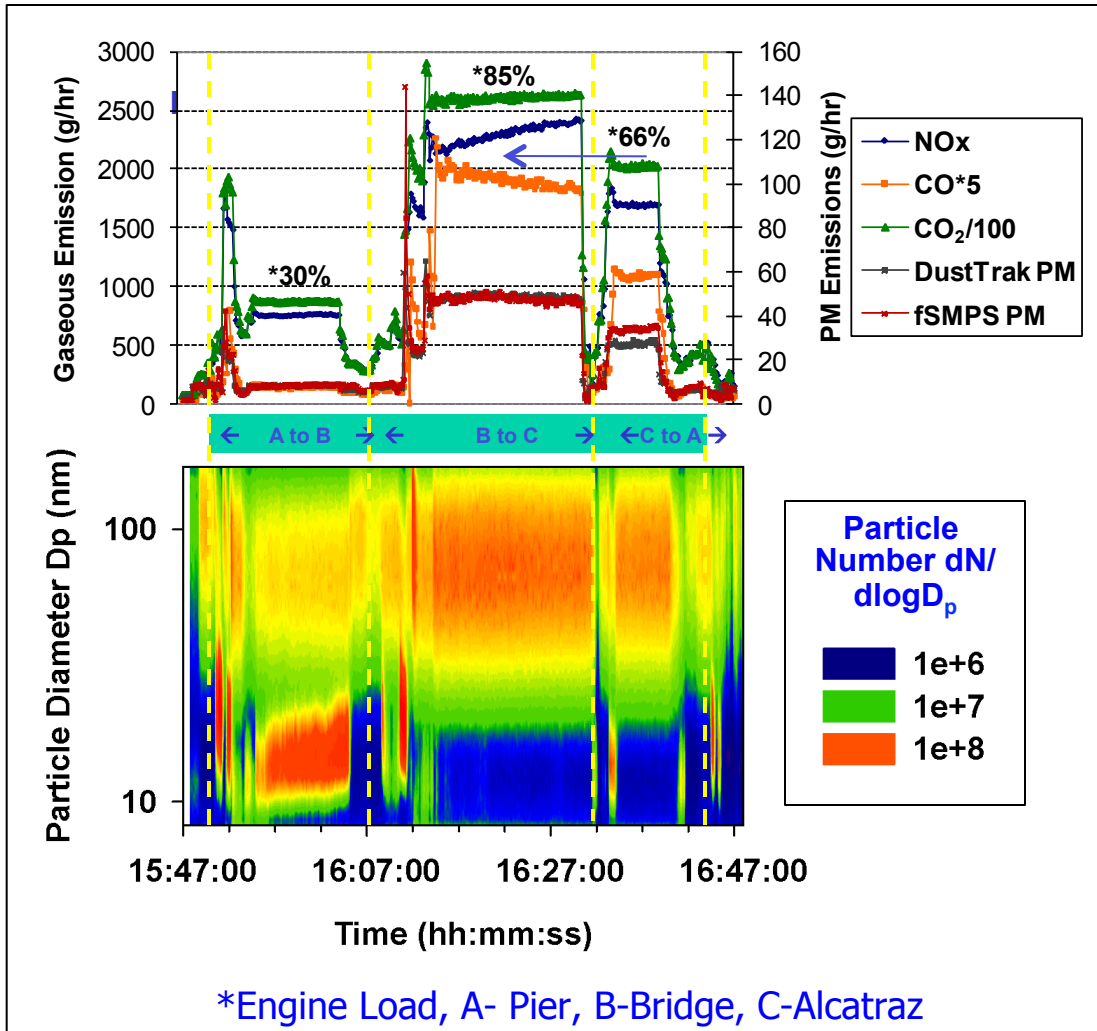 Gaseous Emission (g/hr)
3000
2500
2000
1500
1000
500
0
*30%
*85%
*66%
160
140
120
100
80
60
40
20
0
PM Emissions (g/hr)
NOx
CO*5
CO₂/100
DustTrak PM
fSMPS PM
A to B
B to C
C to A
Particle Diameter Dp (nm)
100
10
15:47:00 16:07:00 16:27:00 16:47:00
Time (hh:mm:ss)
Particle
Number dN/
dlogDₚ
1e+6
1e+7
1e+8
*Engine Load, A- Pier, B-Bridge, C-Alcatraz